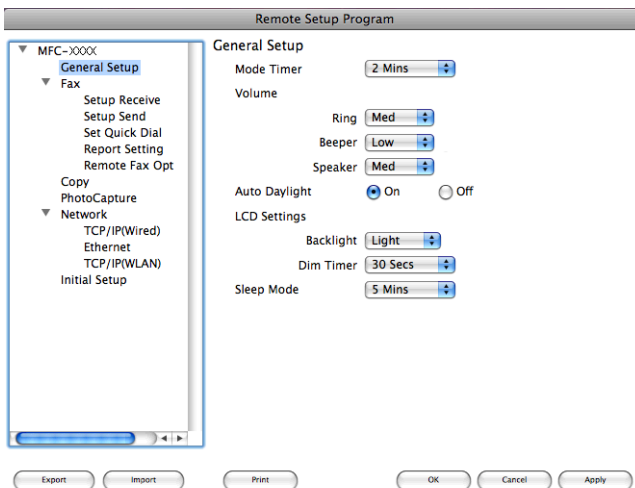 Remote Setup Program
MFC-XXXX
General Setup
Fax
Setup Receive
Setup Send
Set Quick Dial
Report Setting
Remote Fax Opt
Copy
PhotoCapture
Network
TCP/IP(Wired)
Ethernet
TCP/IP(WLAN)
Initial Setup
General Setup
Mode Timer 2 Mins
Volume
Ring Med
Beeper Low
Speaker Med
Auto Daylight On Off
LCD Settings
Backlight Light
Dim Timer 30 Secs
Sleep Mode 5 Mins
Export Import Print OK Cancel Apply